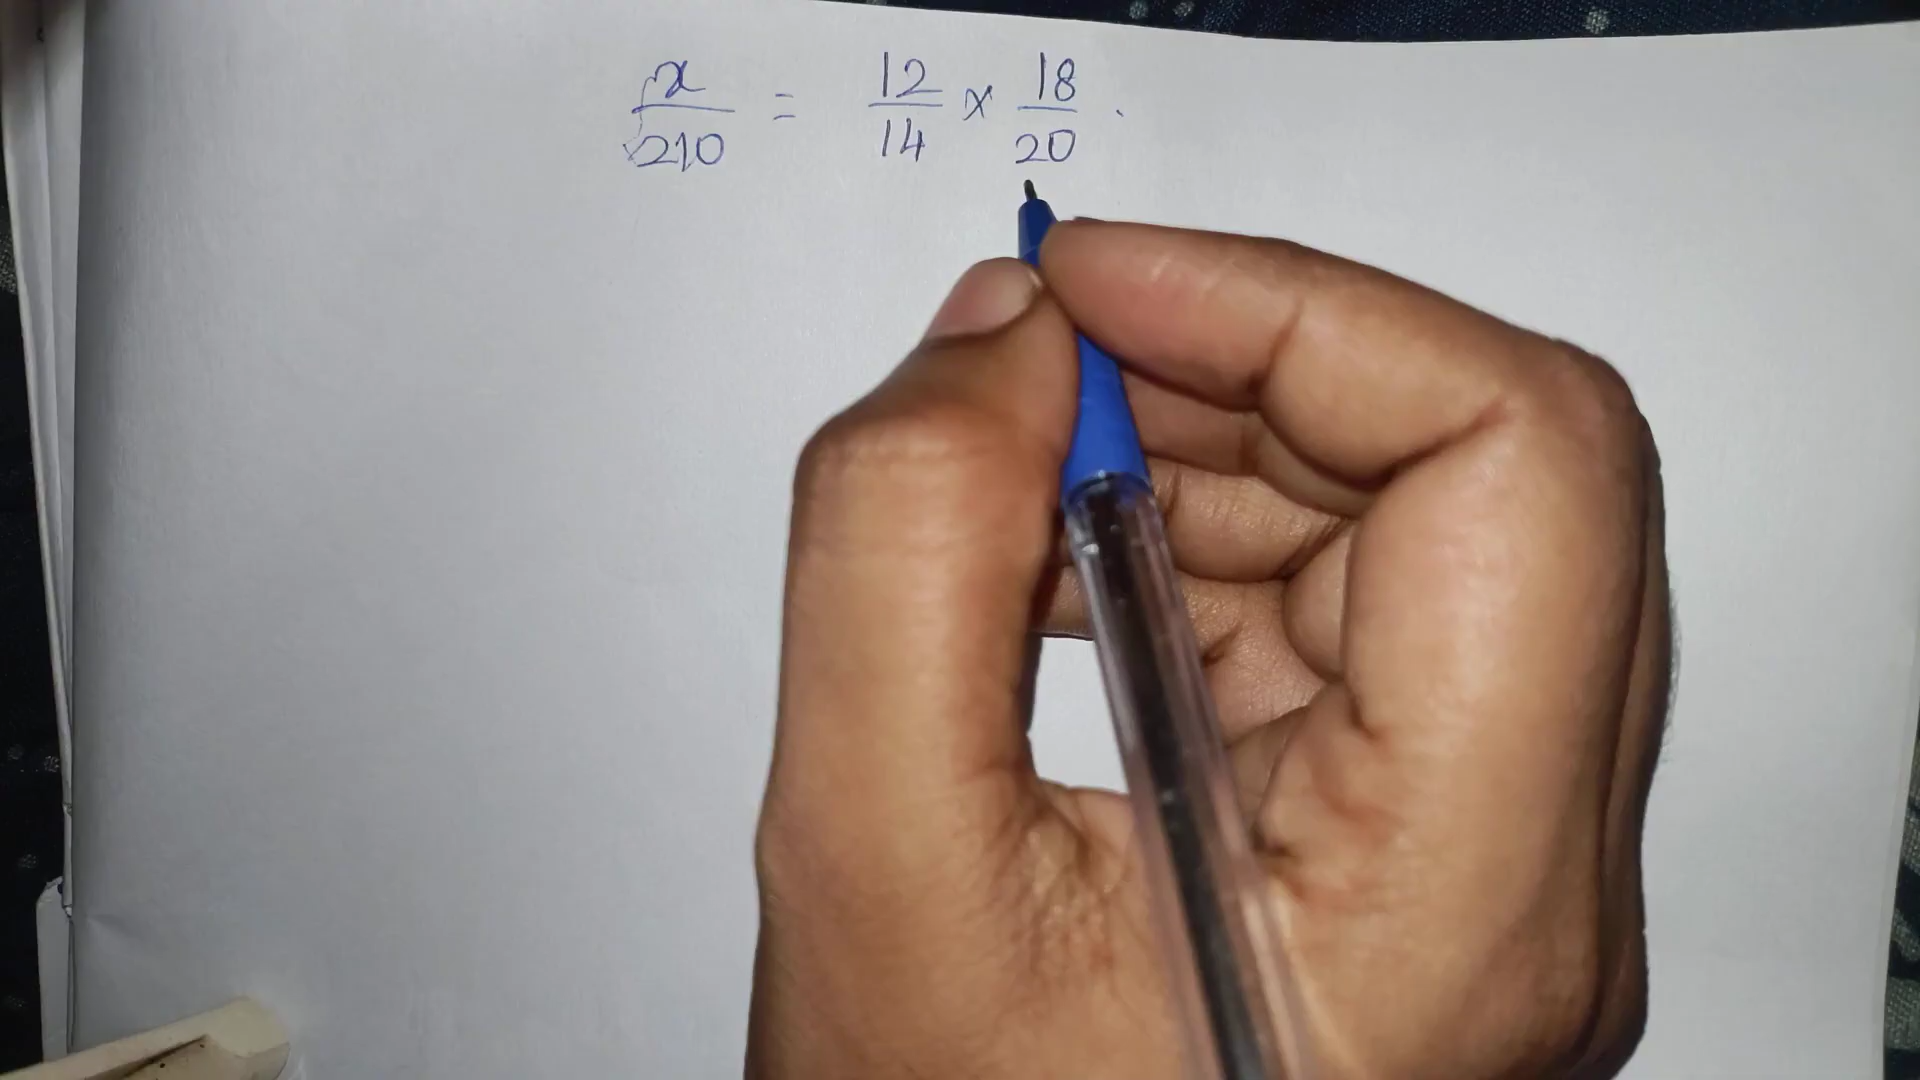 x/210 = 12/14 × 18/20 .